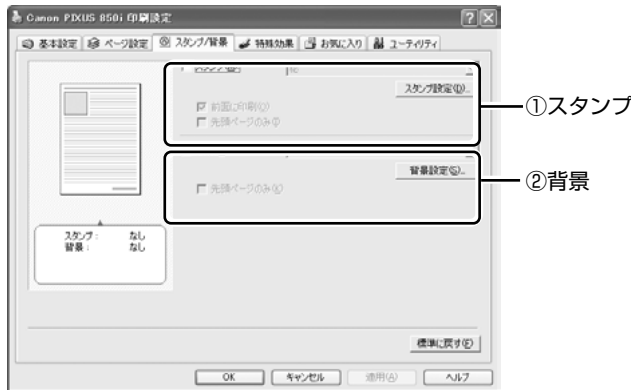 Canon PIXUS 850i 印刷設定
基本設定 ページ設定 スタンプ/背景 特殊効果 お気に入り ユーティリティ
スタンプ設定(D)...
前面に印刷(O)
先頭ページのみ
①スタンプ
背景設定(S)...
先頭ページのみ
②背景
スタンプ: なし
背景: なし
標準に戻す(F)
OK キャンセル 適用(A) ヘルプ